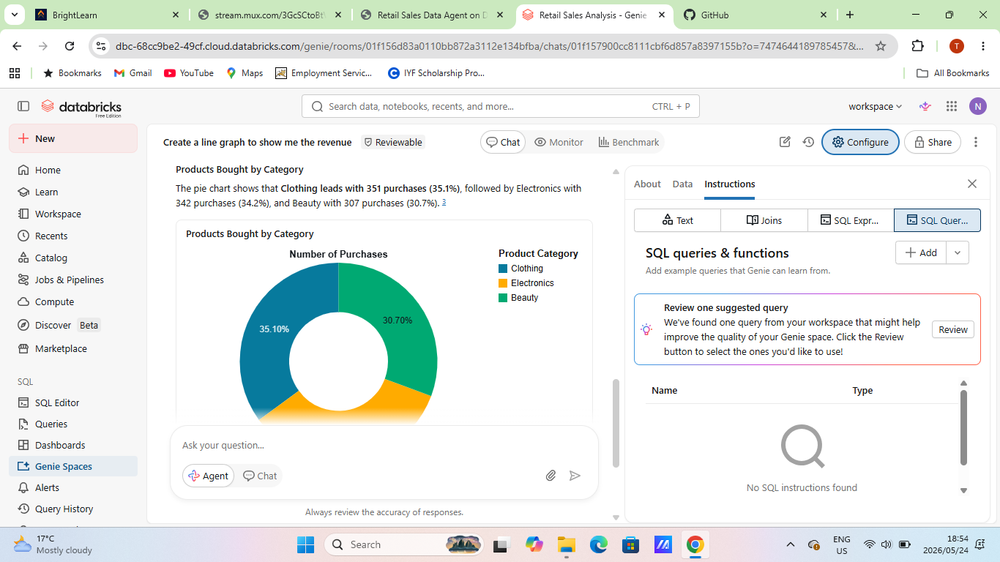 BrightLearn
stream.mux.com/3GcSCtoBt
Retail Sales Data Agent on D
Retail Sales Analysis - Genie
GitHub
dbc-68cc9be2-49cf.cloud.databricks.com/genie/rooms/01f156d83a0110bb872a3112e134bfba/chats/01f157900cc8111cbf6d857a8397155b?o=7474644189785457&...
T
Bookmarks
Gmail
YouTube
Maps
Employment Servic...
IYF Scholarship Pro...
All Bookmarks
databricks
Free Edition
Search data, notebooks, recents, and more...
CTRL + P
workspace
N
New
Home
Learn
Workspace
Recents
Catalog
Jobs & Pipelines
Compute
Discover Beta
Marketplace
SQL
SQL Editor
Queries
Dashboards
Genie Spaces
Alerts
Query History
Create a line graph to show me the revenue
Reviewable
Chat
Monitor
Benchmark
Configure
Share
Products Bought by Category
The pie chart shows that Clothing leads with 351 purchases (35.1%), followed by Electronics with
342 purchases (34.2%), and Beauty with 307 purchases (30.7%). 3
Products Bought by Category
Number of Purchases
Product Category
Clothing
Electronics
Beauty
30.70%
35.10%
Ask your question...
Agent
Chat
Always review the accuracy of responses.
About
Data
Instructions
Text
Joins
SQL Expr...
SQL Quer...
SQL queries & functions
Add
Add example queries that Genie can learn from.
Review one suggested query
We've found one query from your workspace that might help
improve the quality of your Genie space. Click the Review
button to select the ones you'd like to use!
Review
Name
Type
No SQL instructions found
17°C
Mostly cloudy
Search
ENG
US
18:54
2026/05/24